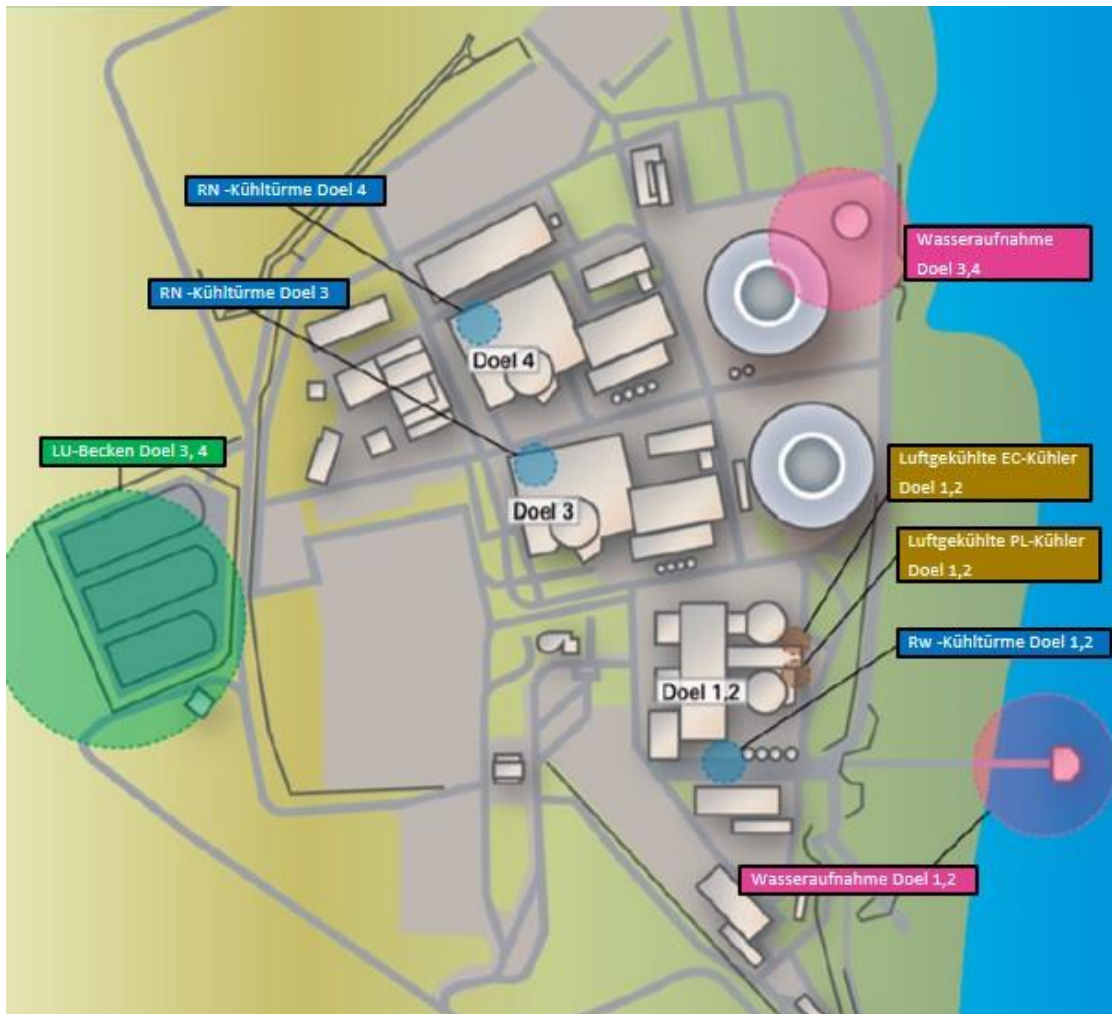 RN -Kühltürme Doel 4
Wasseraufnahme
Doel 3,4
RN -Kühltürme Doel 3
Doel 4
LU-Becken Doel 3, 4
Luftgekühlte EC-Kühler
Doel 1,2
Doel 3
Luftgekühlte PL-Kühler
Doel 1,2
Rw -Kühltürme Doel 1,2
Doel 1,2
Wasseraufnahme Doel 1,2